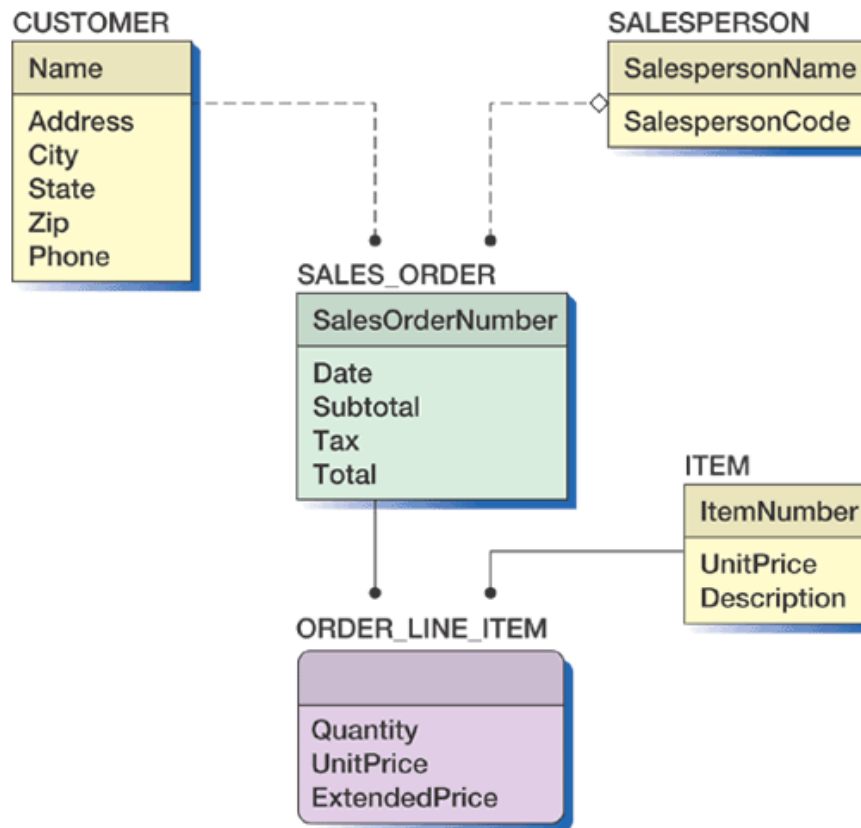 CUSTOMER
Name
Address
City
State
Zip
Phone
SALESPERSON
SalespersonName
SalespersonCode
SALES_ORDER
SalesOrderNumber
Date
Subtotal
Tax
Total
ITEM
ItemNumber
UnitPrice
Description
ORDER_LINE_ITEM
Quantity
UnitPrice
ExtendedPrice